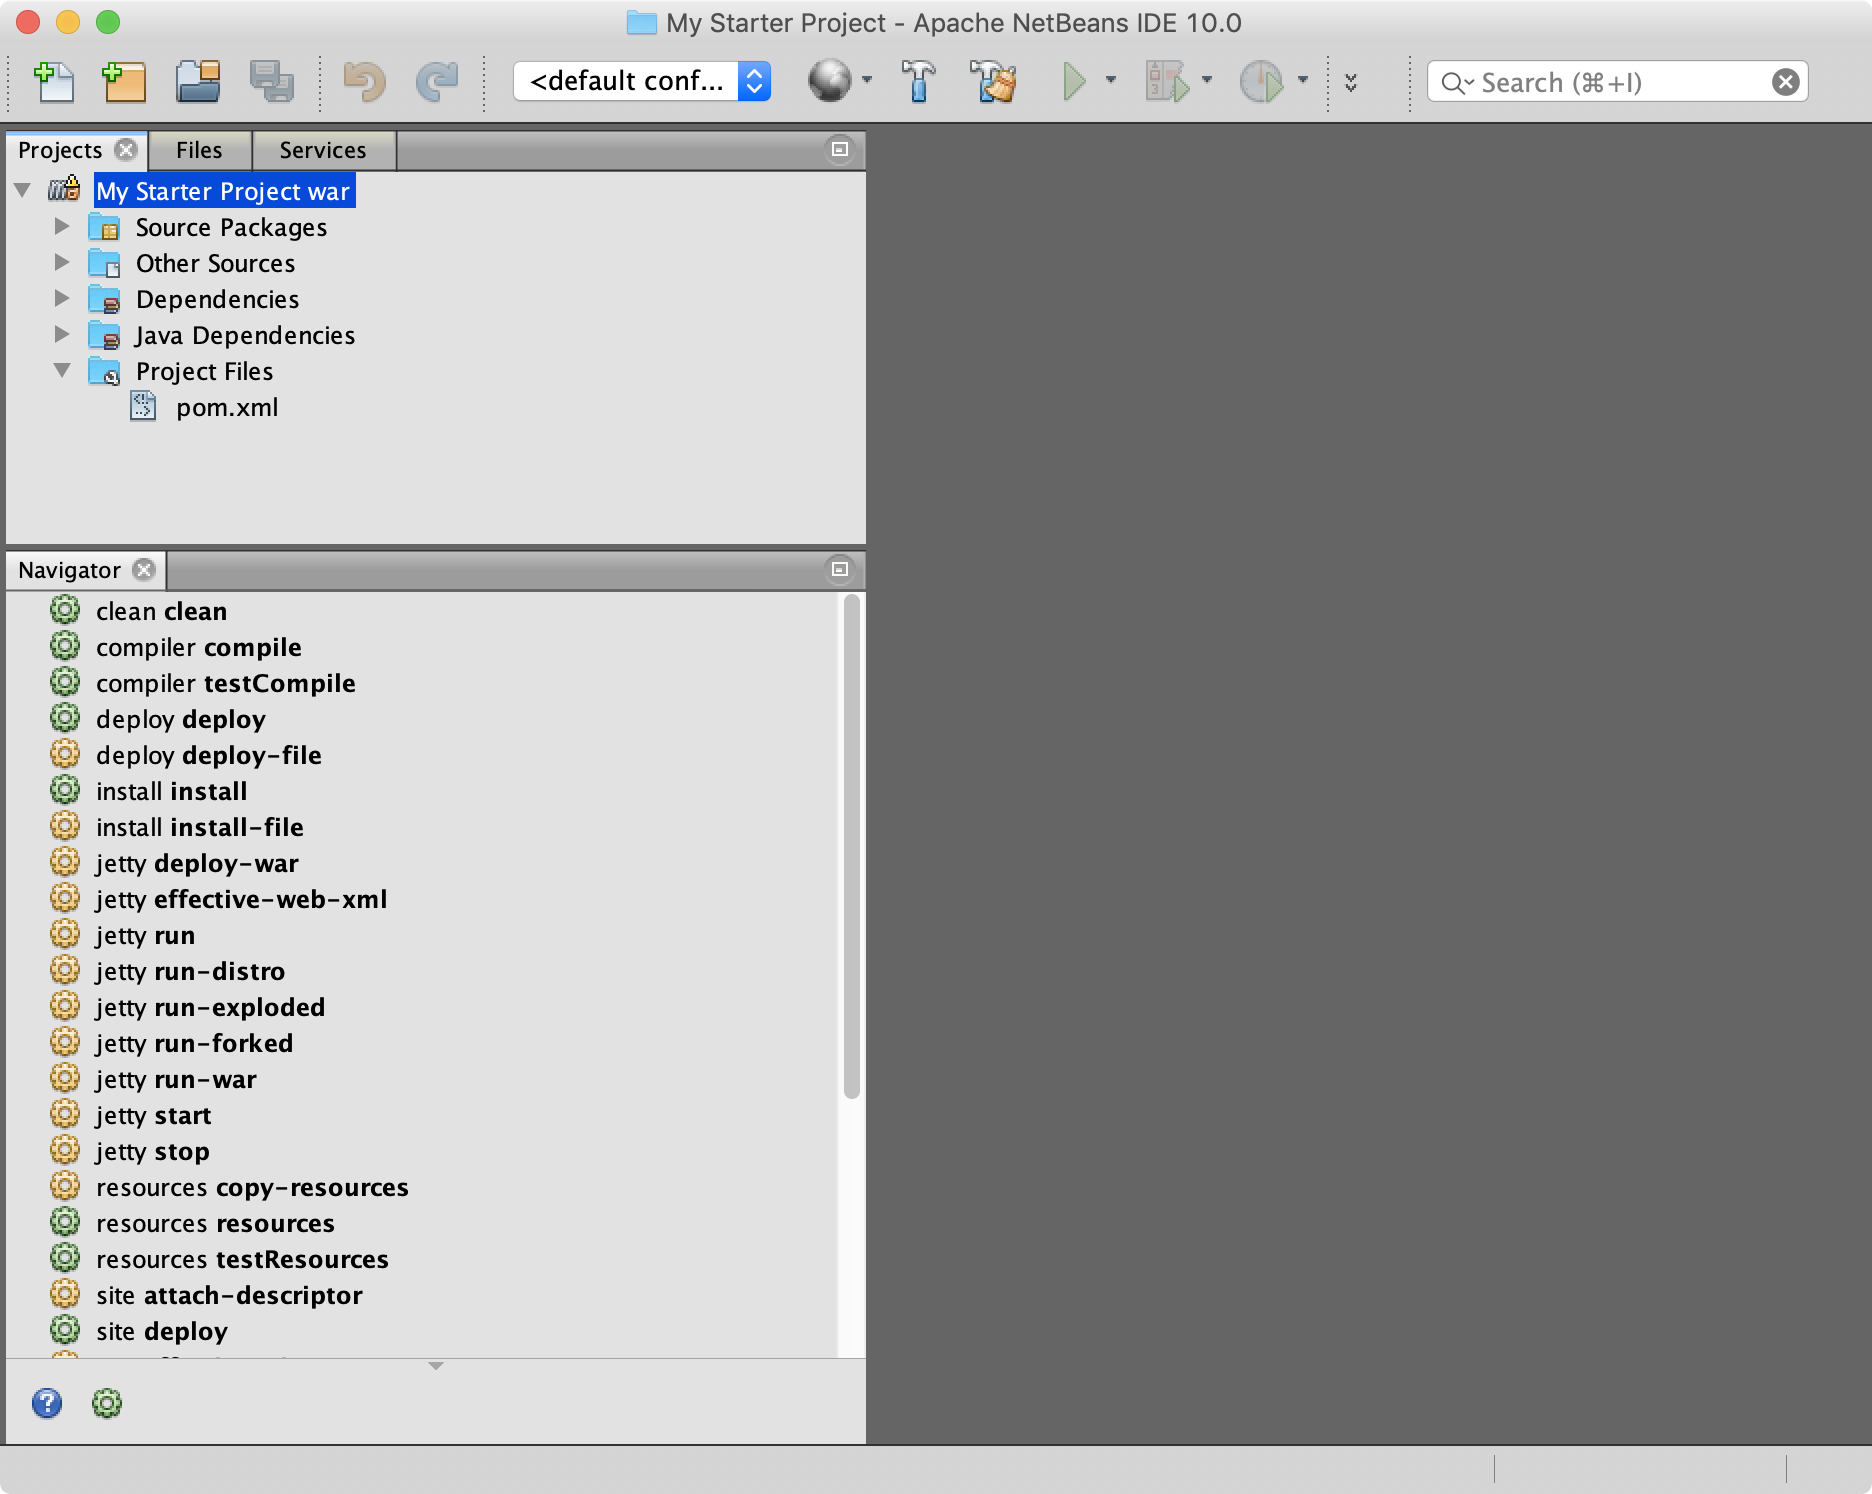 My Starter Project - Apache NetBeans IDE 10.0
<default conf...
Search (⌘+I)
Projects
Files
Services
My Starter Project war
Source Packages
Other Sources
Dependencies
Java Dependencies
Project Files
pom.xml
Navigator
clean clean
compiler compile
compiler testCompile
deploy deploy
deploy deploy-file
install install
install install-file
jetty deploy-war
jetty effective-web-xml
jetty run
jetty run-distro
jetty run-exploded
jetty run-forked
jetty run-war
jetty start
jetty stop
resources copy-resources
resources resources
resources testResources
site attach-descriptor
site deploy